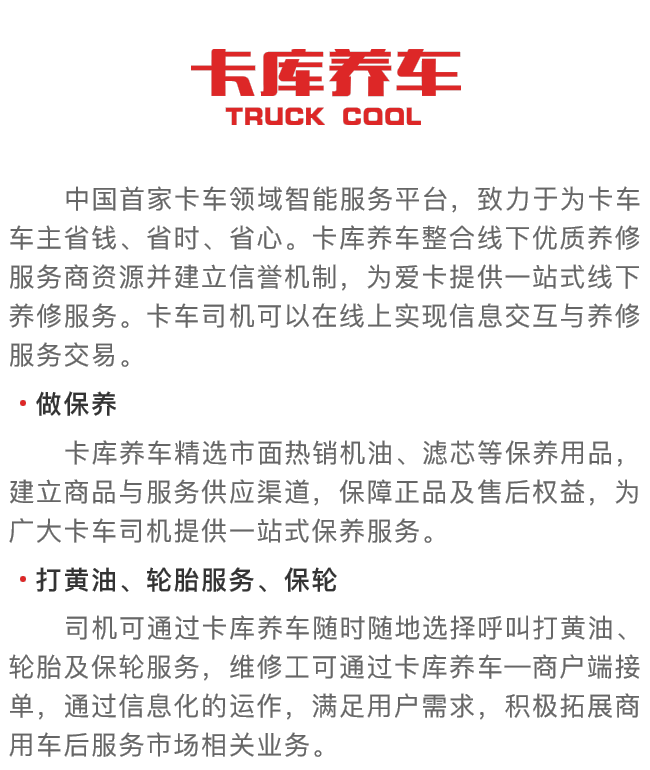 卡库养车
TRUCK COOL
中国首家卡车领域智能服务平台，致力于为卡车
车主省钱、省时、省心。卡库养车整合线下优质养修
服务商资源并建立信誉机制，为爱卡提供一站式线下
养修服务。卡车司机可以在线上实现信息交互与养修
服务交易。
·做保养
卡库养车精选市面热销机油、滤芯等保养用品，
建立商品与服务供应渠道，保障正品及售后权益，为
广大卡车司机提供一站式保养服务。
·打黄油、轮胎服务、保轮
司机可通过卡库养车随时随地选择呼叫打黄油、
轮胎及保轮服务，维修工可通过卡库养车—商户端接
单，通过信息化的运作，满足用户需求，积极拓展商
用车后服务市场相关业务。